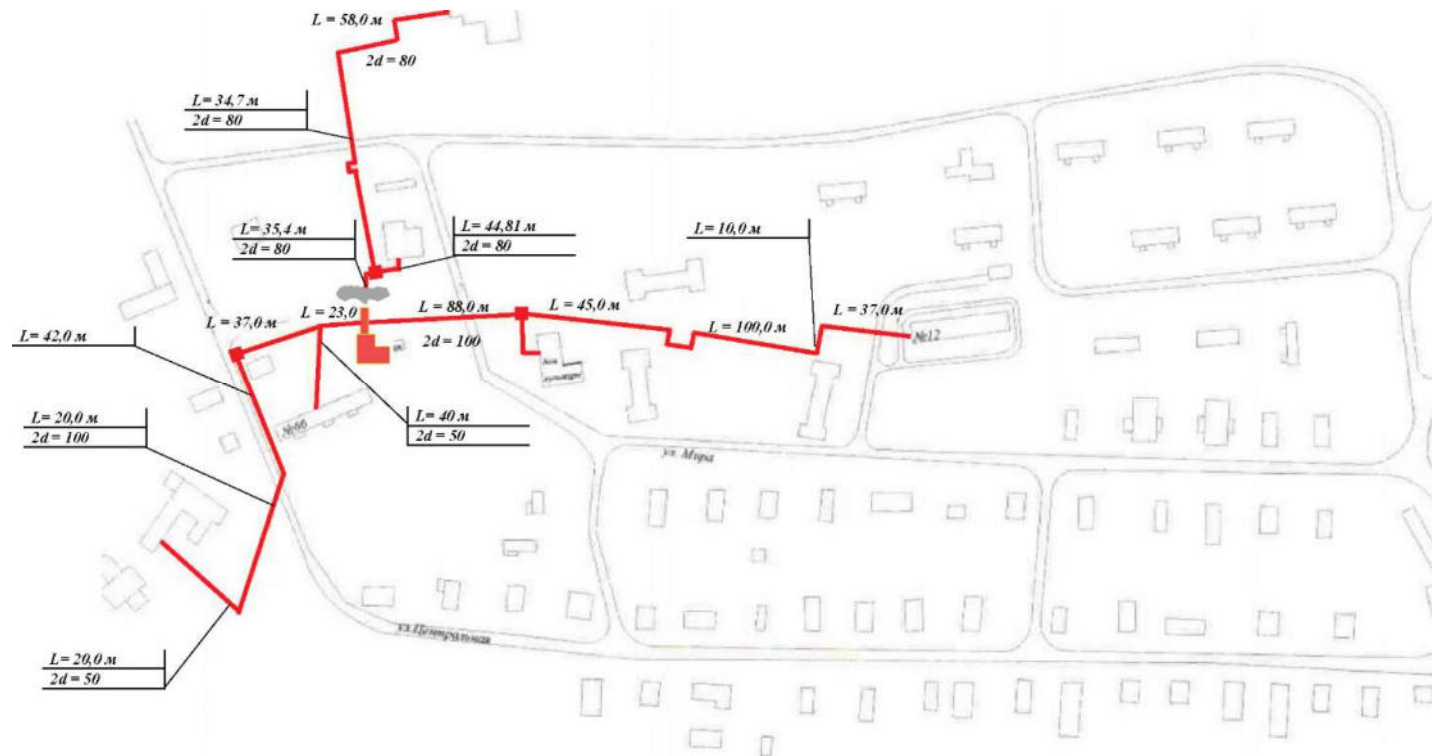 L = 58,0 м
2d = 80
L= 34,7 м
2d = 80
L= 35,4 м
2d = 80
L= 44,81 м
2d = 80
L= 10,0 м
L= 37,0 м
L = 23,0
L = 88,0 м
L = 45,0 м
L = 100,0 м
L= 37,0 м
2d = 100
№12
L= 42,0 м
L= 20,0 м
2d = 100
№66
L= 40 м
2d = 50
ул. Мира
ул.Центральная
L= 20,0 м
2d = 50